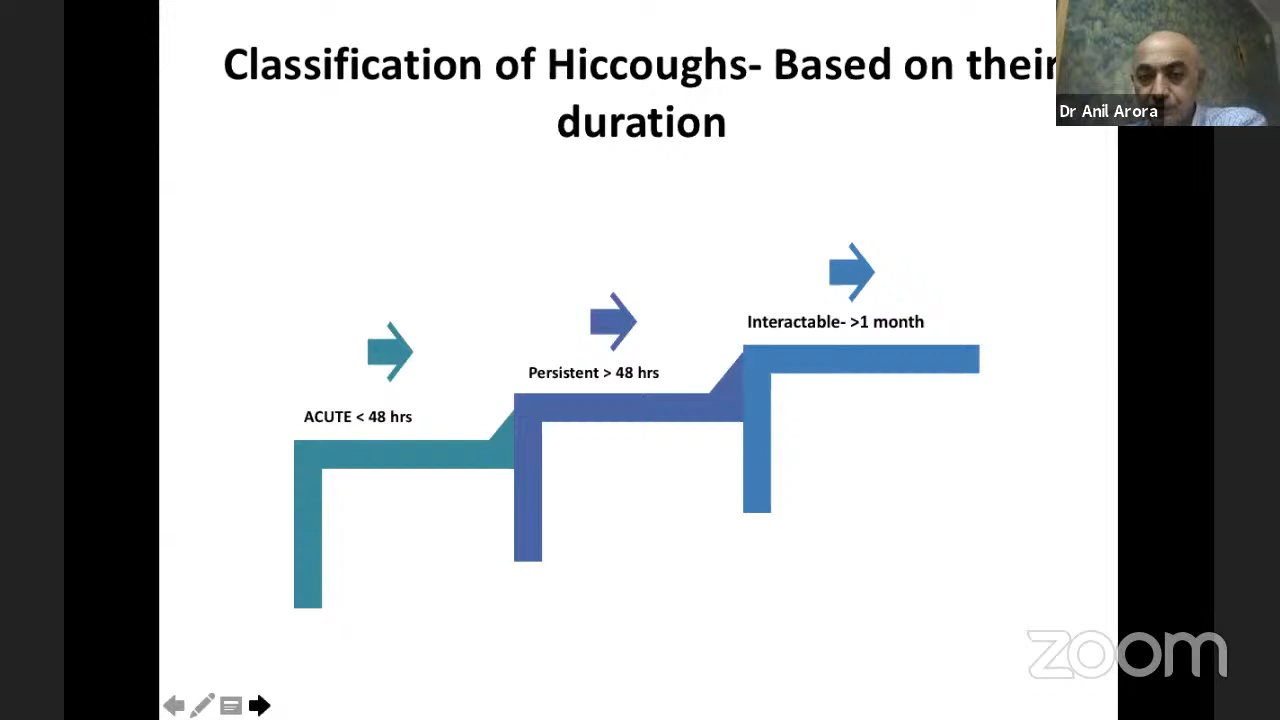 Classification of Hiccoughs- Based on their
duration
Dr Anil Arora
Interactable- >1 month
Persistent > 48 hrs
ACUTE < 48 hrs
zoom